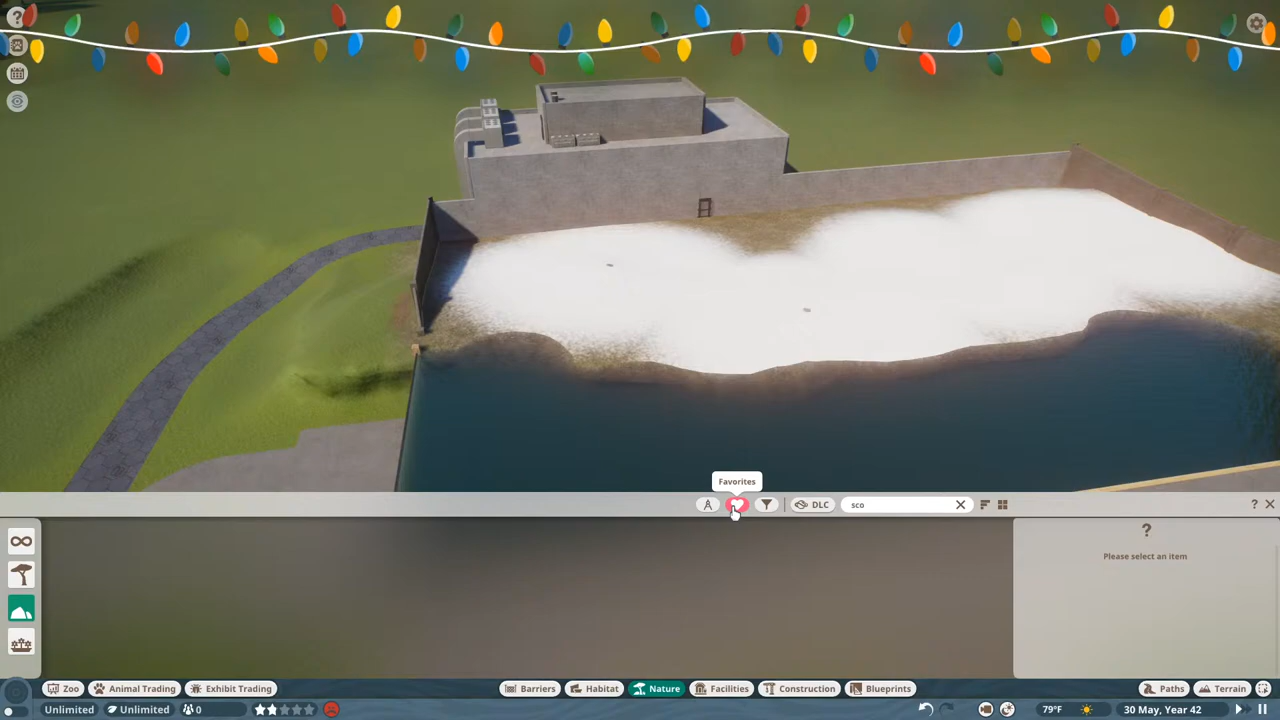 Favorites
DLC
sco
?
?
Please select an item
Zoo
Animal Trading
Exhibit Trading
Barriers
Habitat
Nature
Facilities
Construction
Blueprints
Paths
Terrain
Unlimited
Unlimited
0
79°F
30 May, Year 42